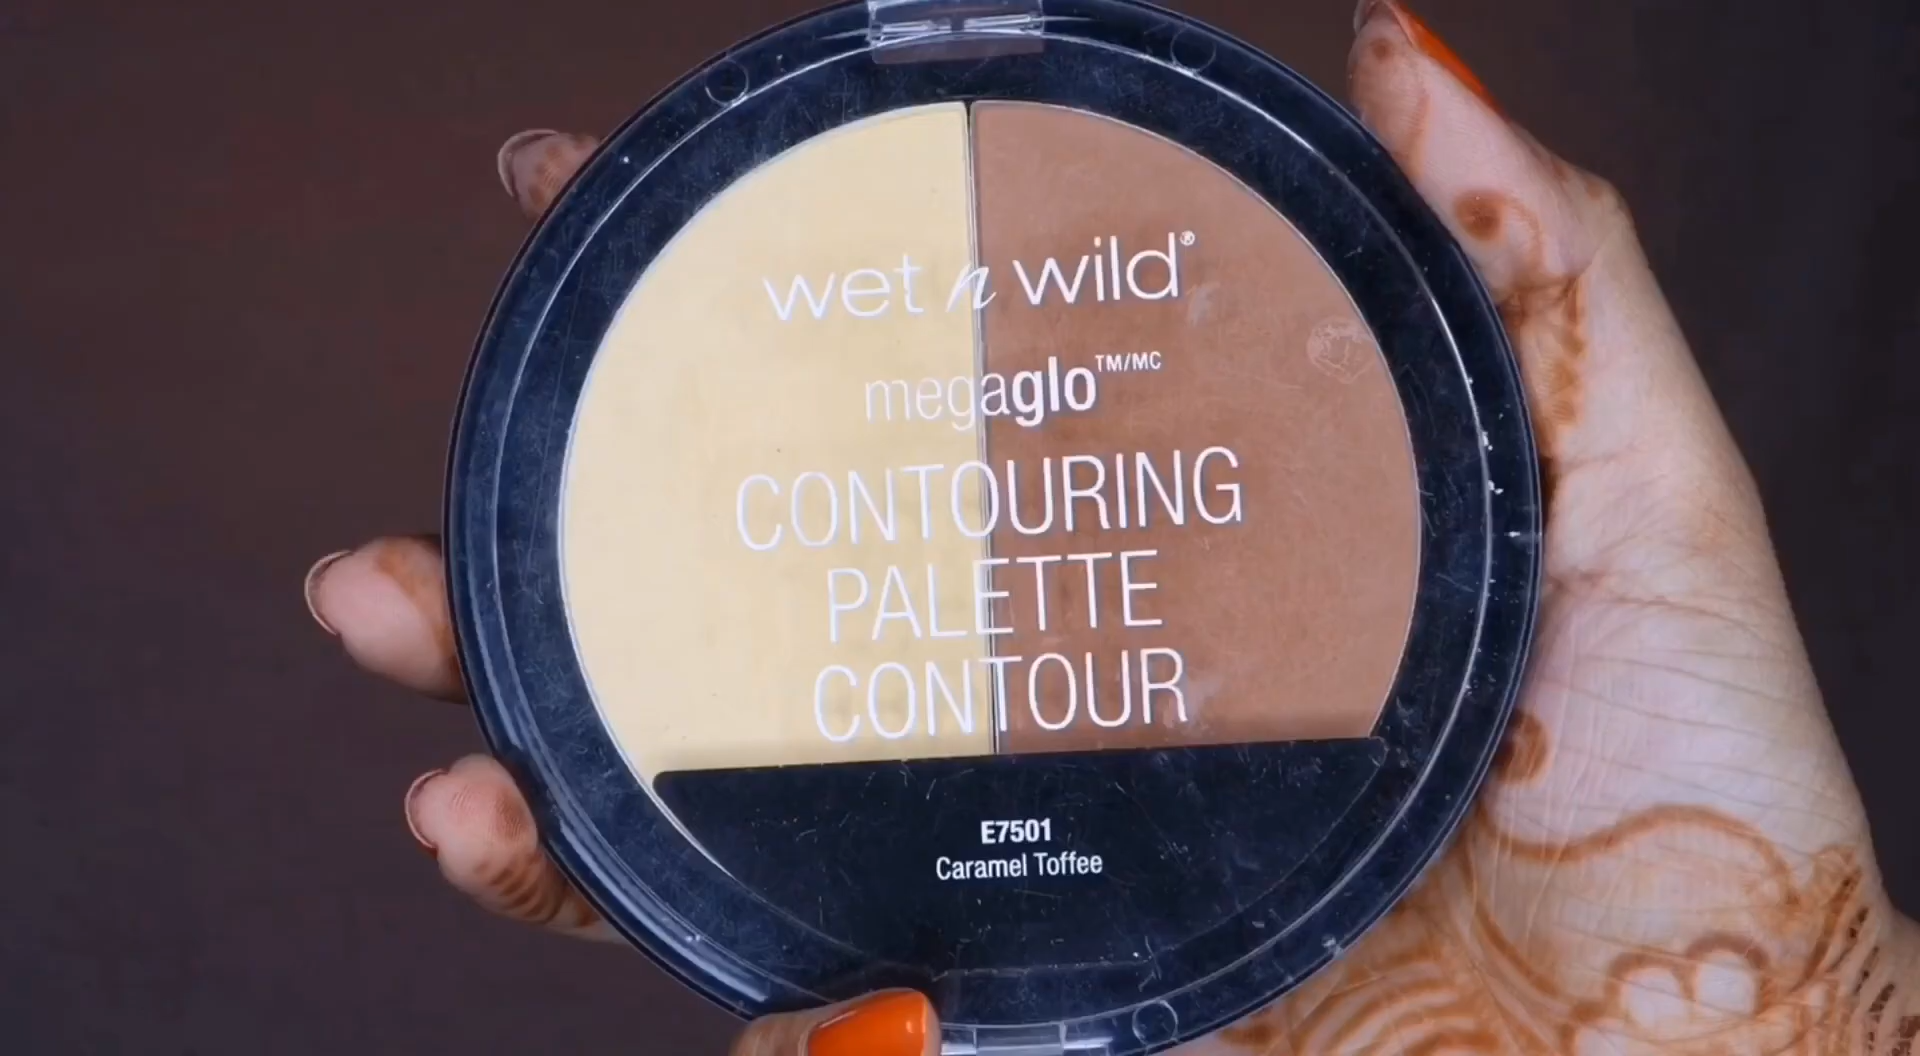 wet n wild®
megaglo™/MC
CONTOURING
PALETTE
CONTOUR
E7501
Caramel Toffee